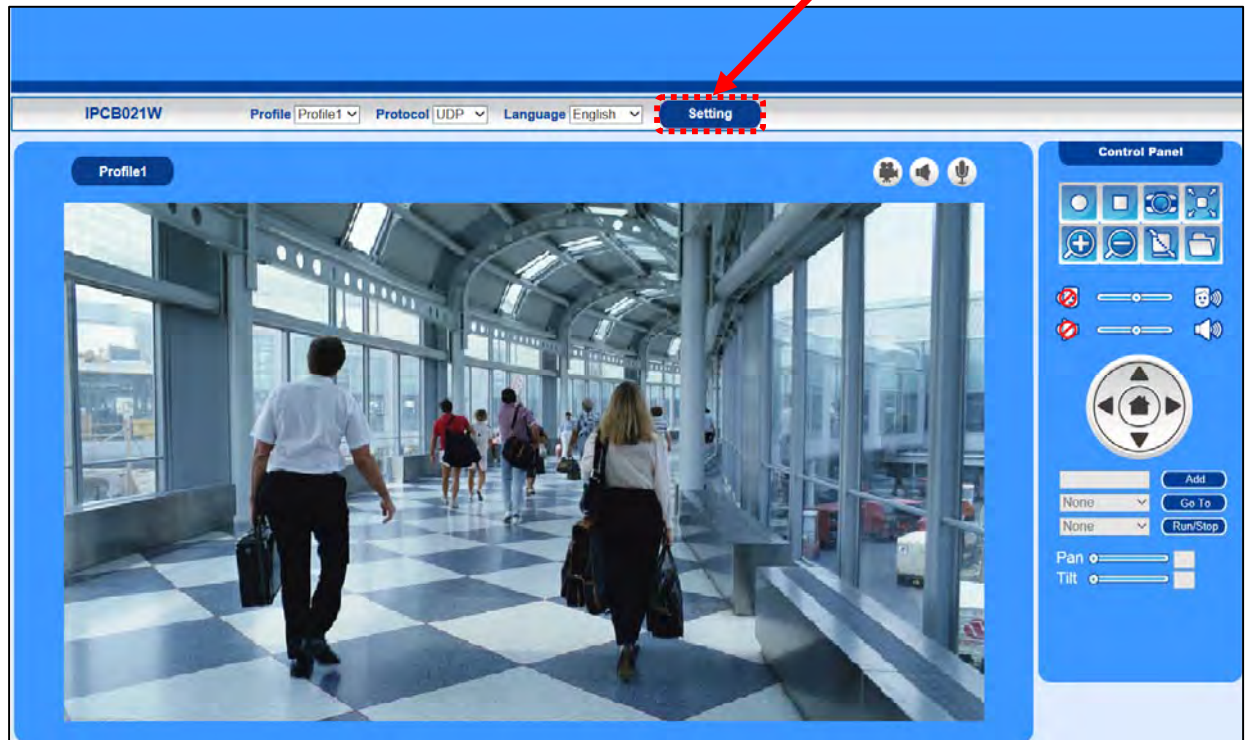 IPCB021W Profile Profile1 Protocol UDP Language English Setting
Profile1
Control Panel
Add
None Go To
None Run/Stop
Pan
Tilt